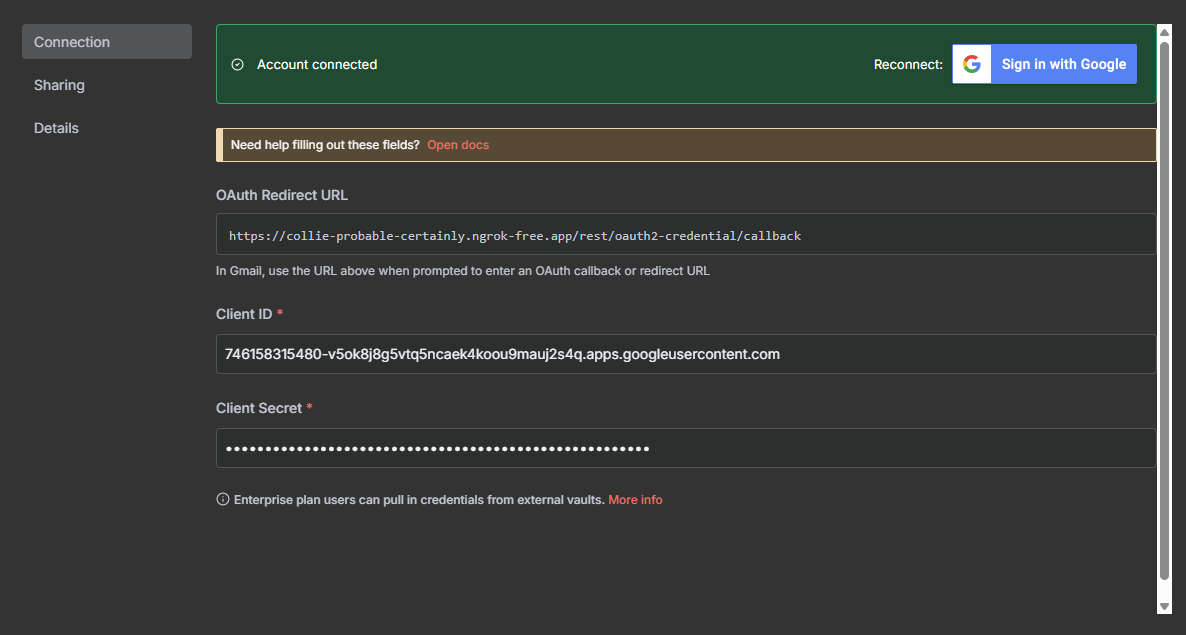 Connection
Sharing
Details
Account connected
Reconnect:
Sign in with Google
Need help filling out these fields? Open docs
OAuth Redirect URL
https://collie-probable-certainly.ngrok-free.app/rest/oauth2-credential/callback
In Gmail, use the URL above when prompted to enter an OAuth callback or redirect URL
Client ID *
746158315480-v5ok8j8g5vtq5ncaek4koou9mauj2s4q.apps.googleusercontent.com
Client Secret *
Enterprise plan users can pull in credentials from external vaults. More info